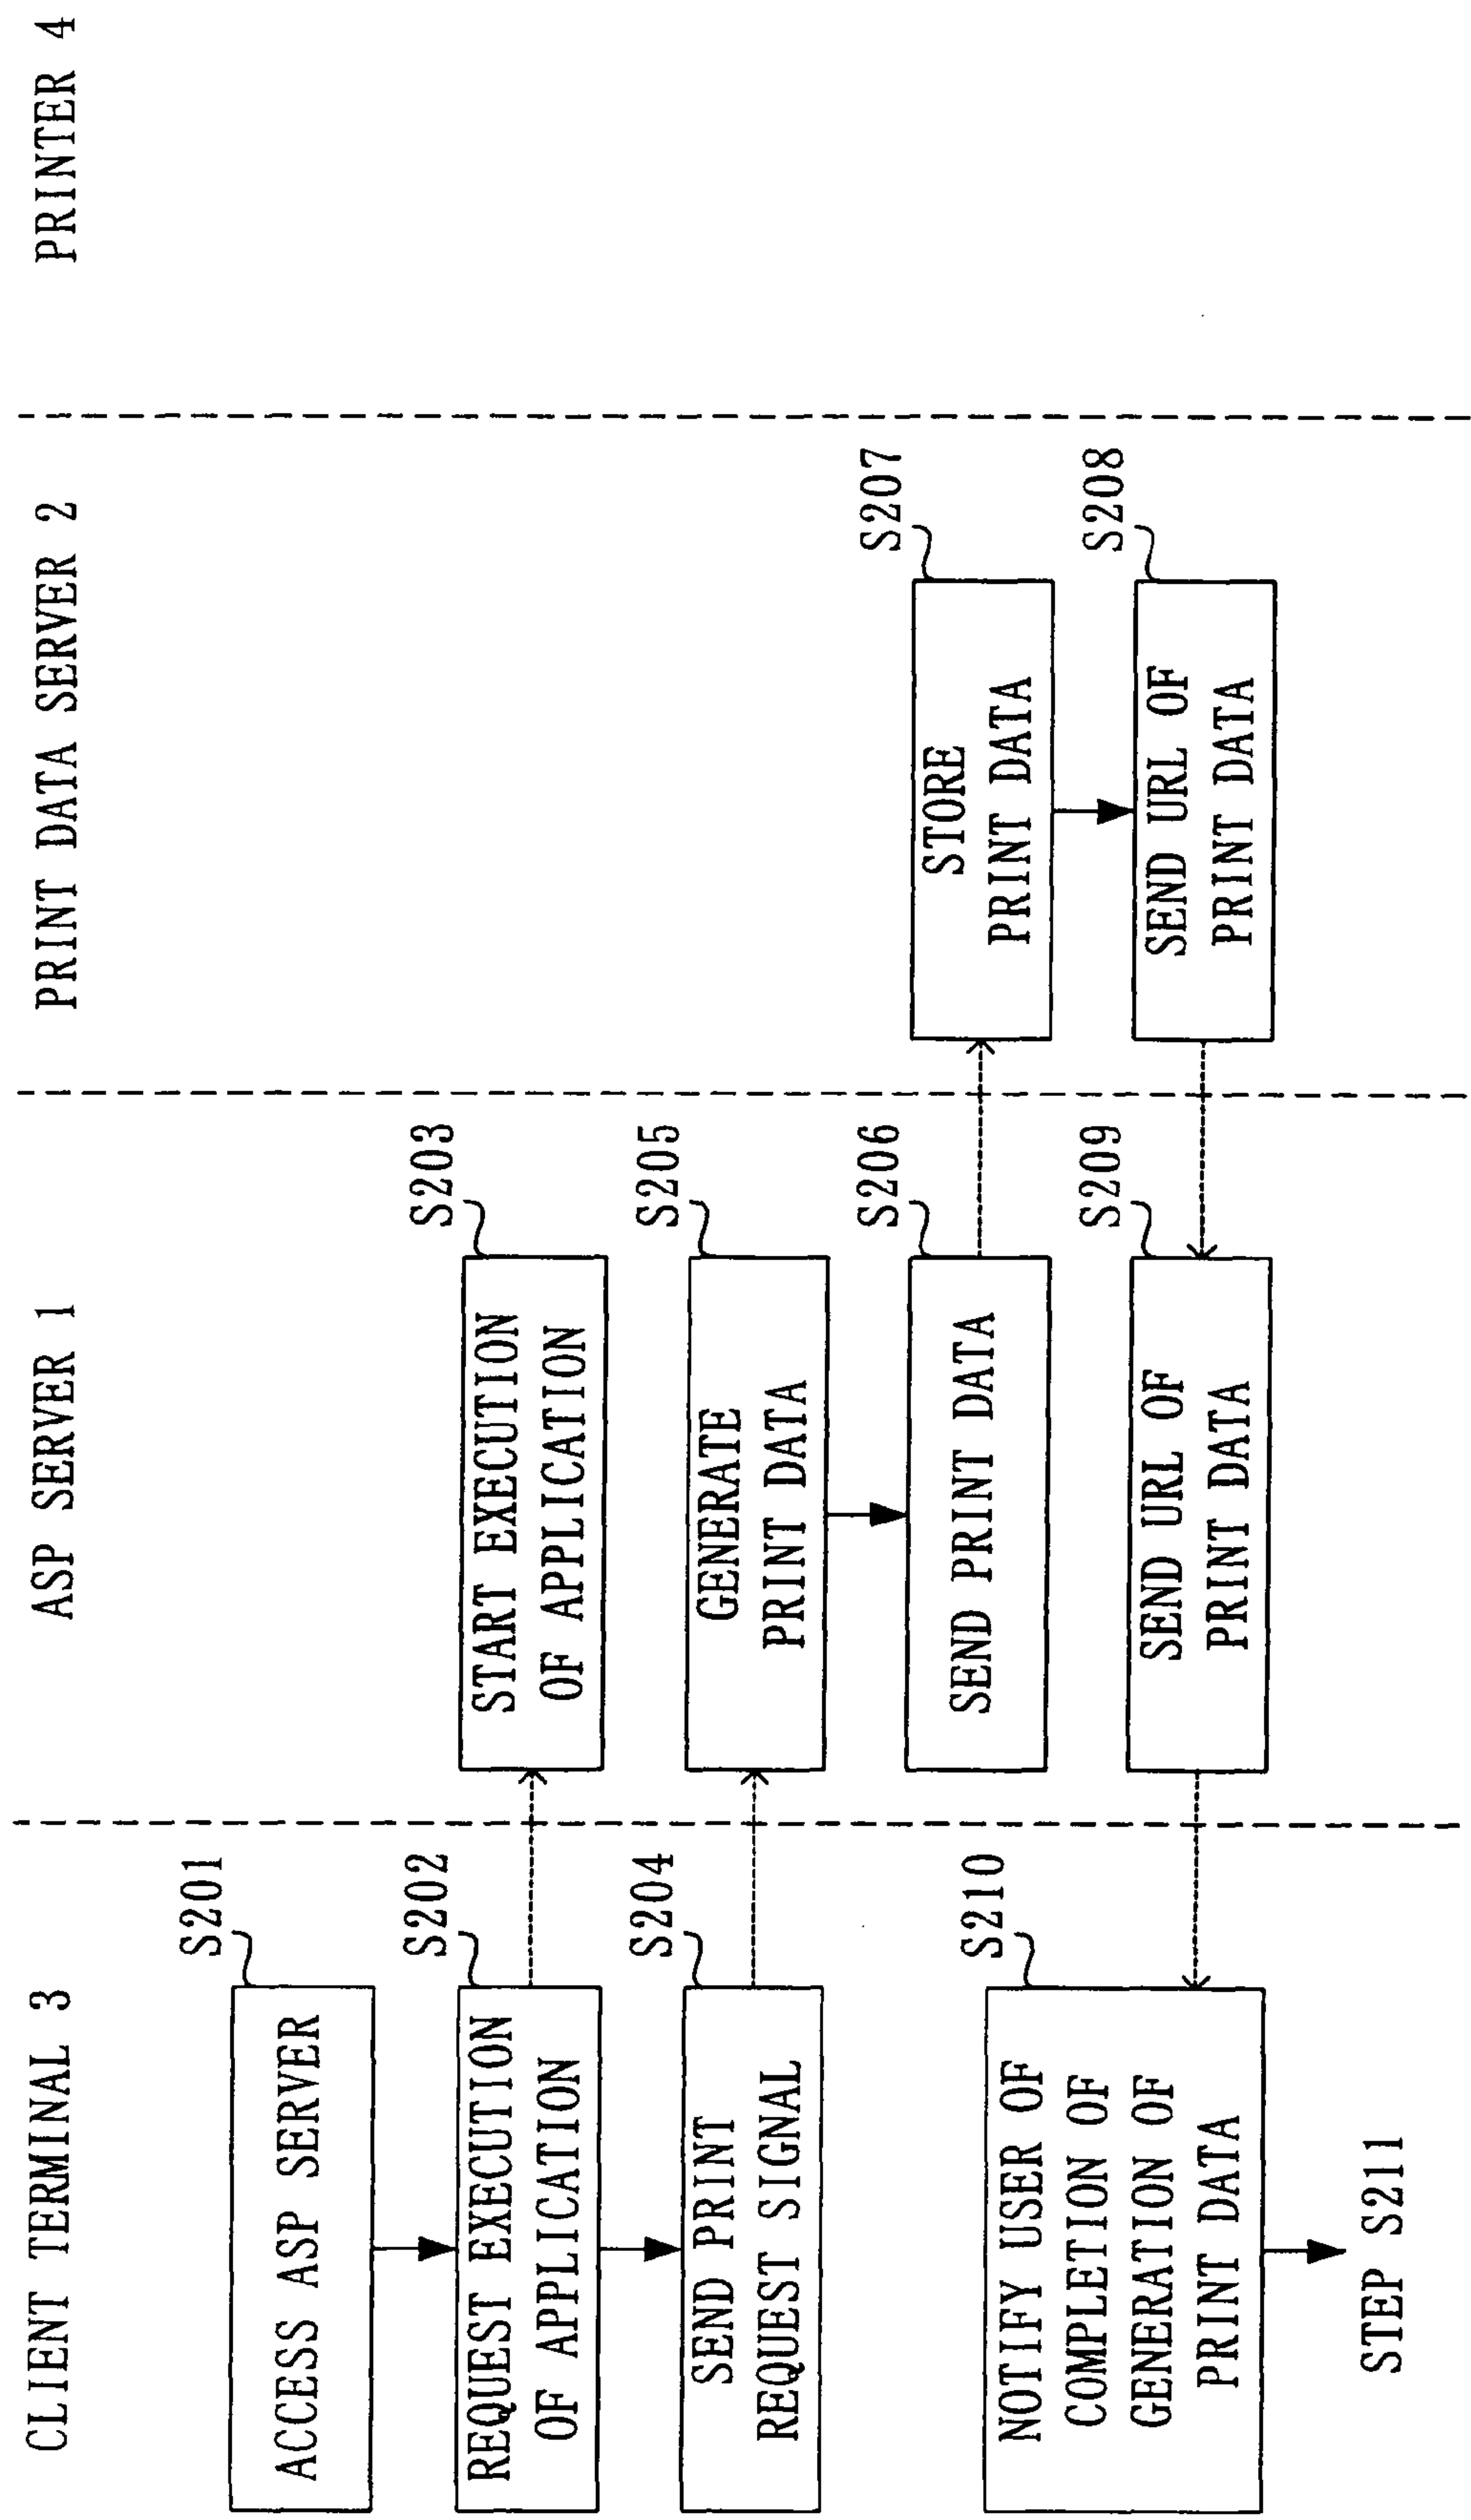 CLIENT TERMINAL 3
ASP SERVER 1
PRINT DATA SERVER 2
PRINTER 4
S201
ACCESS ASP SERVER
S202
REQUEST EXECUTION
OF APPLICATION
S203
START EXECUTION
OF APPLICATION
S204
SEND PRINT
REQUEST SIGNAL
S205
GENERATE
PRINT DATA
S206
SEND PRINT DATA
S207
STORE
PRINT DATA
S208
SEND URL OF
PRINT DATA
S209
SEND URL OF
PRINT DATA
S210
NOTIFY USER OF
COMPLETION OF
GENERATION OF
PRINT DATA
STEP S211